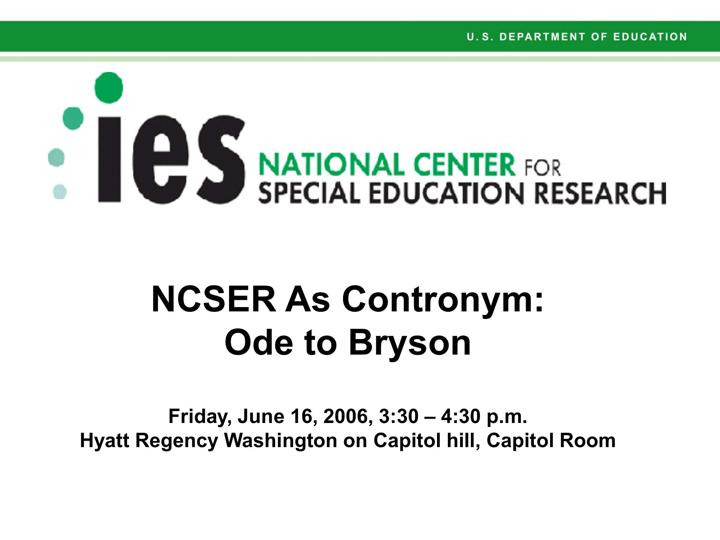 U.S. DEPARTMENT OF EDUCATION
ies NATIONAL CENTER FOR
SPECIAL EDUCATION RESEARCH
NCSER As Contronym:
Ode to Bryson
Friday, June 16, 2006, 3:30 – 4:30 p.m.
Hyatt Regency Washington on Capitol hill, Capitol Room